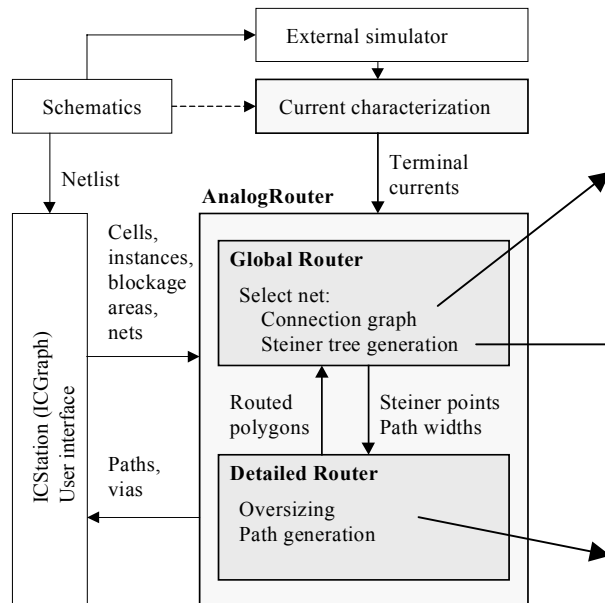 External simulator
Schematics
Current characterization
Netlist
Terminal
currents
AnalogRouter
Cells,
instances,
blockage
areas,
nets
Global Router
Select net:
Connection graph
Steiner tree generation
Routed
polygons
Steiner points
Path widths
ICStation (ICGraph)
User interface
Paths,
vias
Detailed Router
Oversizing
Path generation